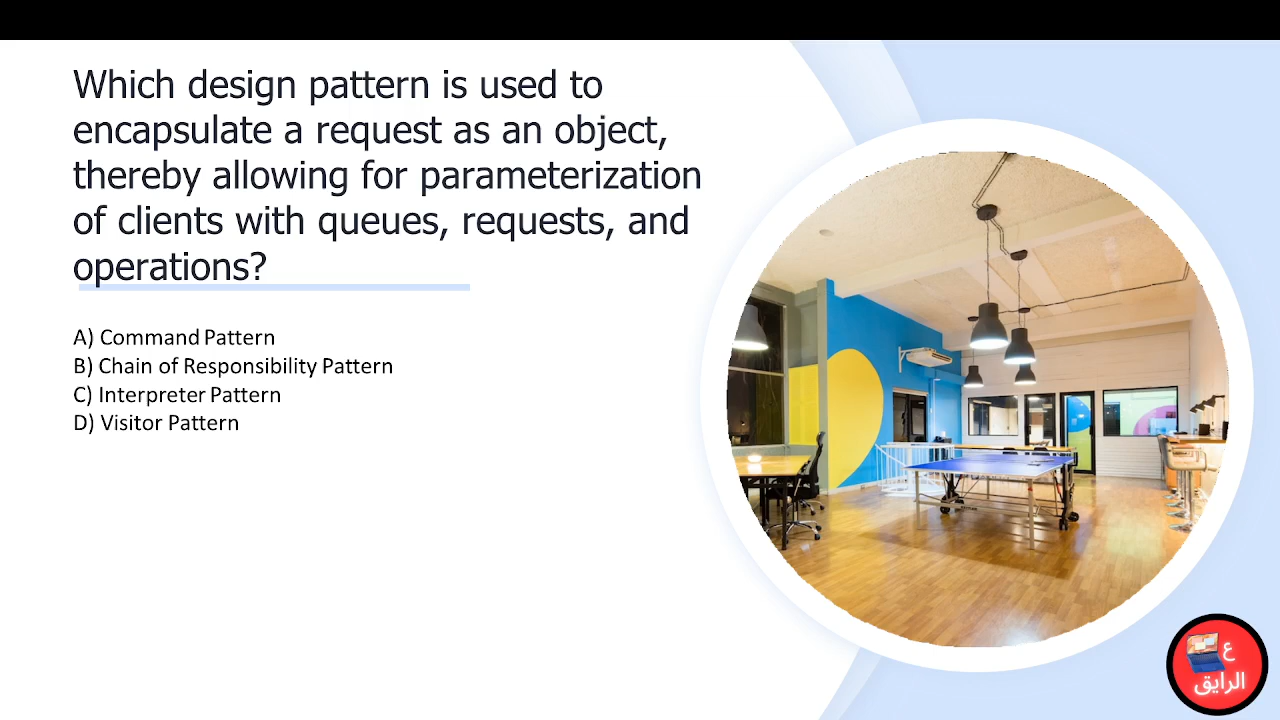 Which design pattern is used to
encapsulate a request as an object,
thereby allowing for parameterization
of clients with queues, requests, and
operations?
A) Command Pattern
B) Chain of Responsibility Pattern
C) Interpreter Pattern
D) Visitor Pattern
ع
الرايق